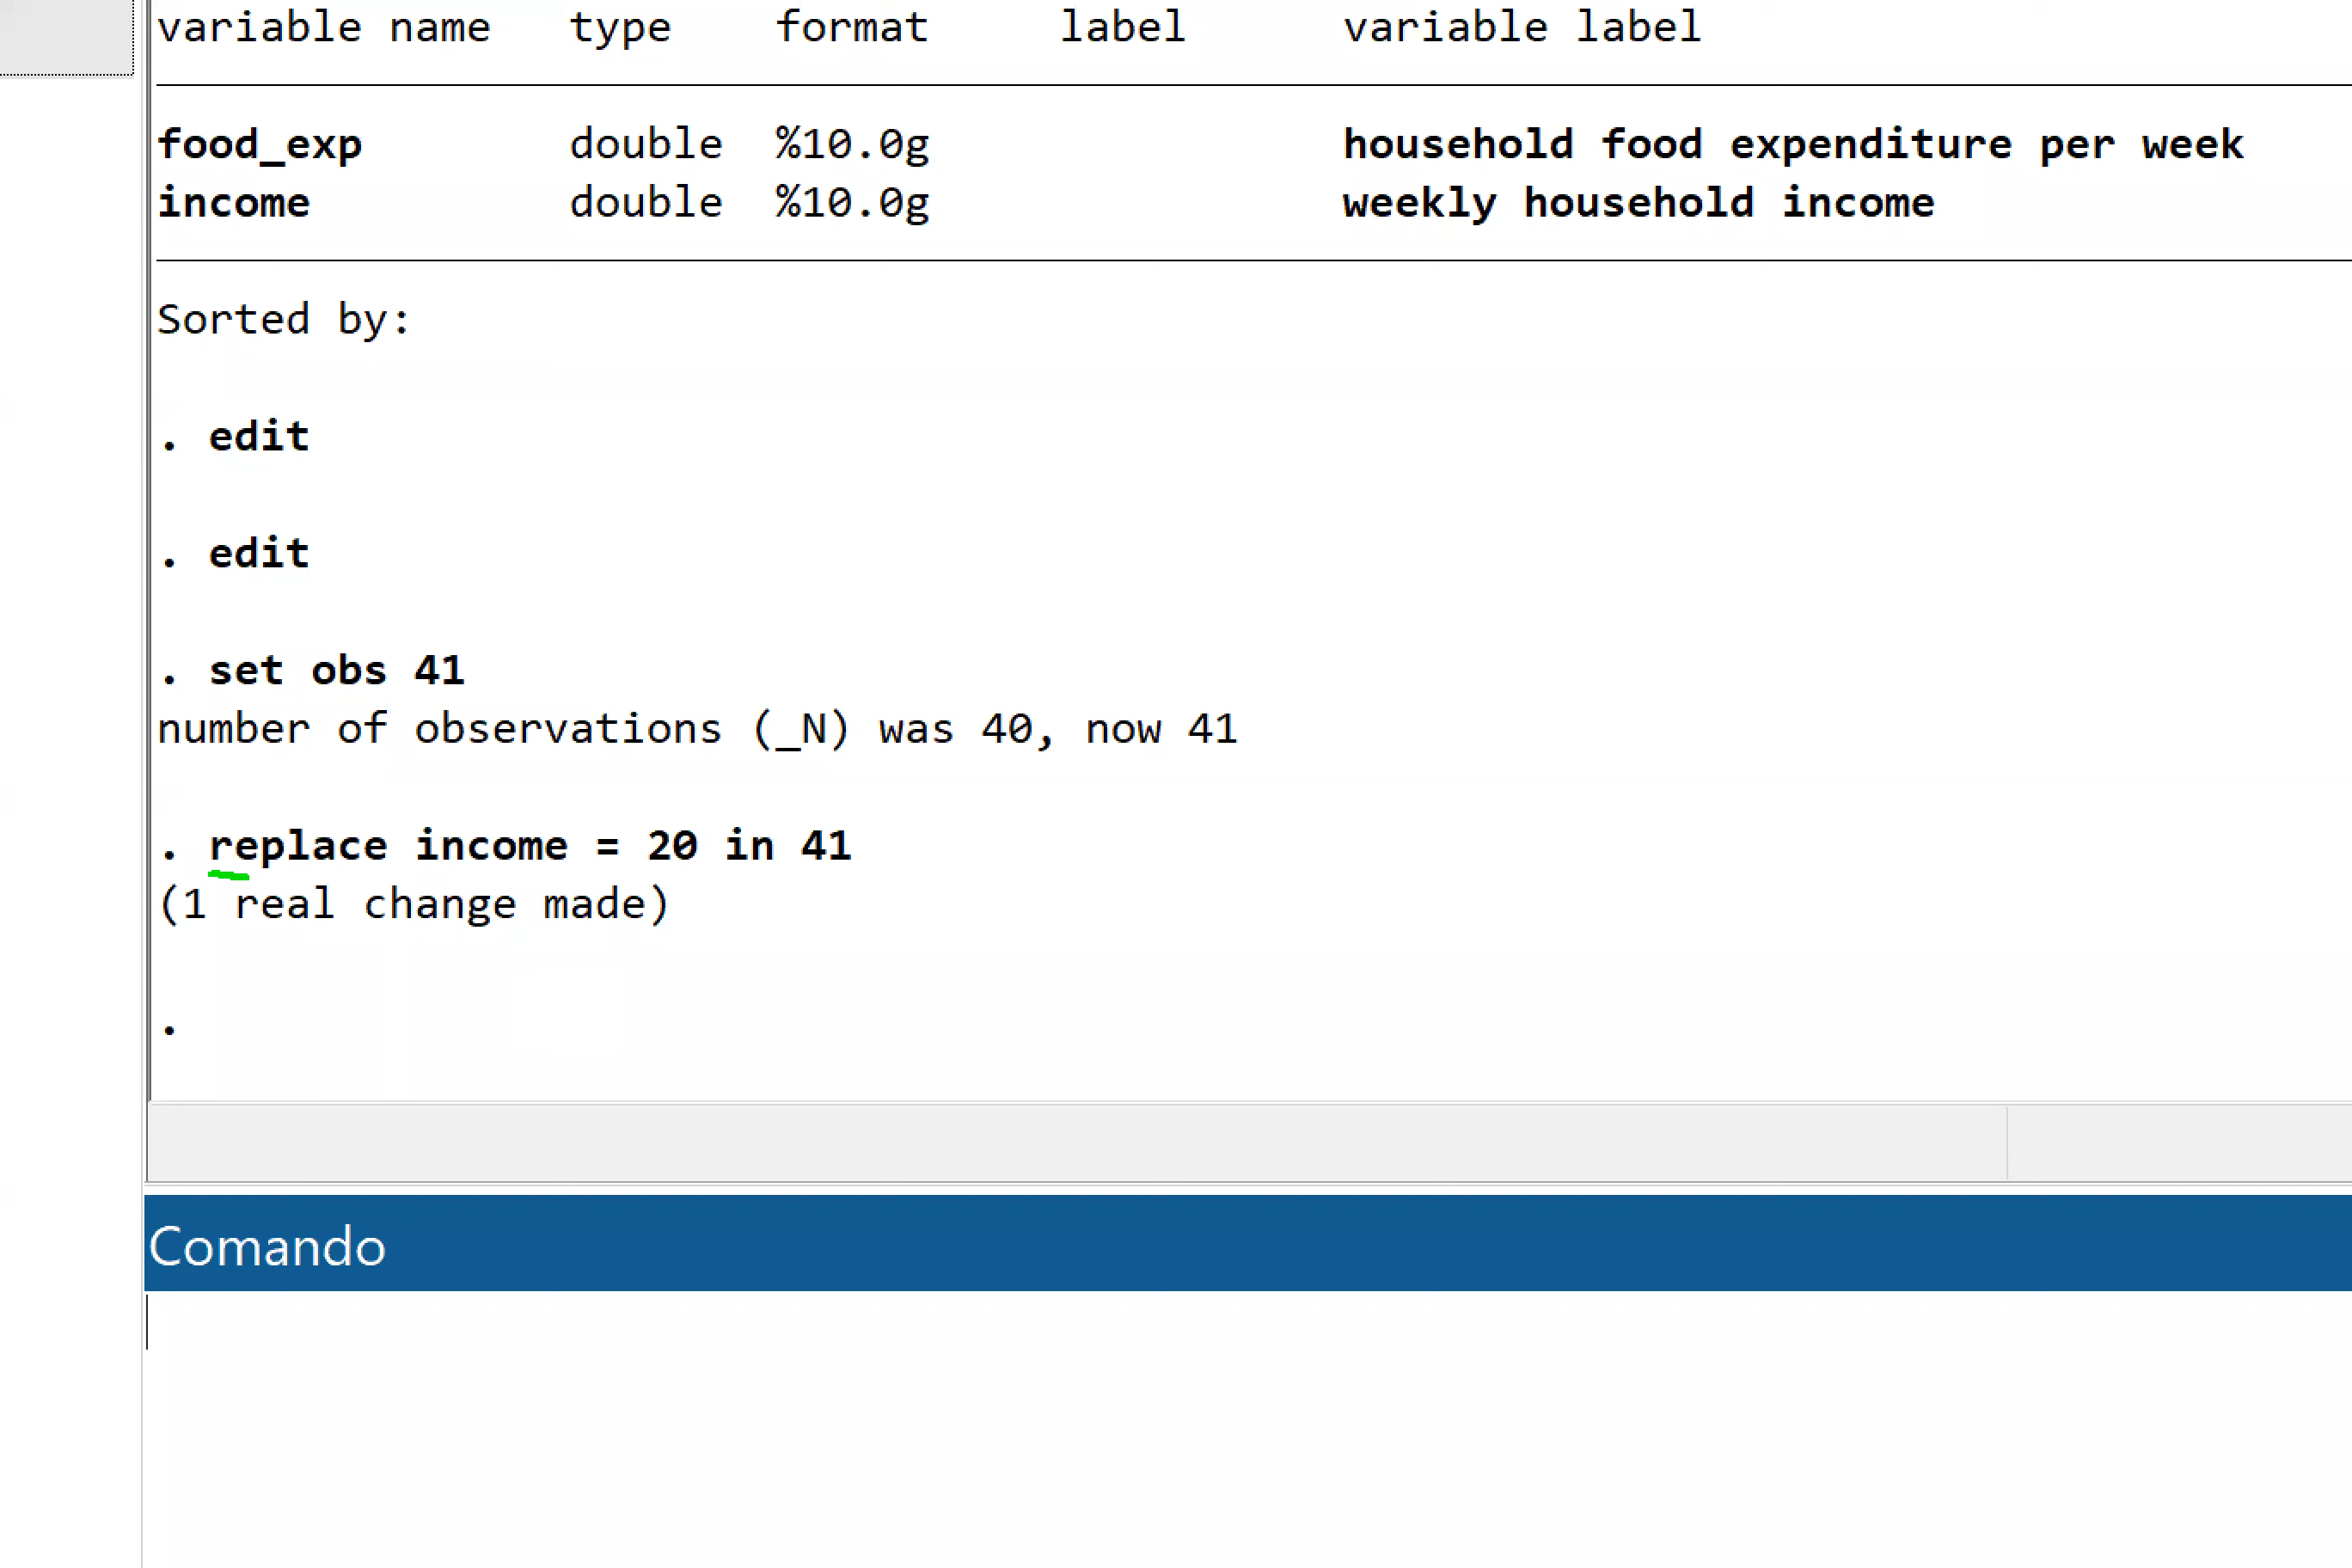 variable name   type    format     label      variable label
food_exp        double  %10.0g                household food expenditure per week
income          double  %10.0g                weekly household income
Sorted by:
. edit
. edit
. set obs 41
number of observations (_N) was 40, now 41
. replace income = 20 in 41
(1 real change made)
.
Comando